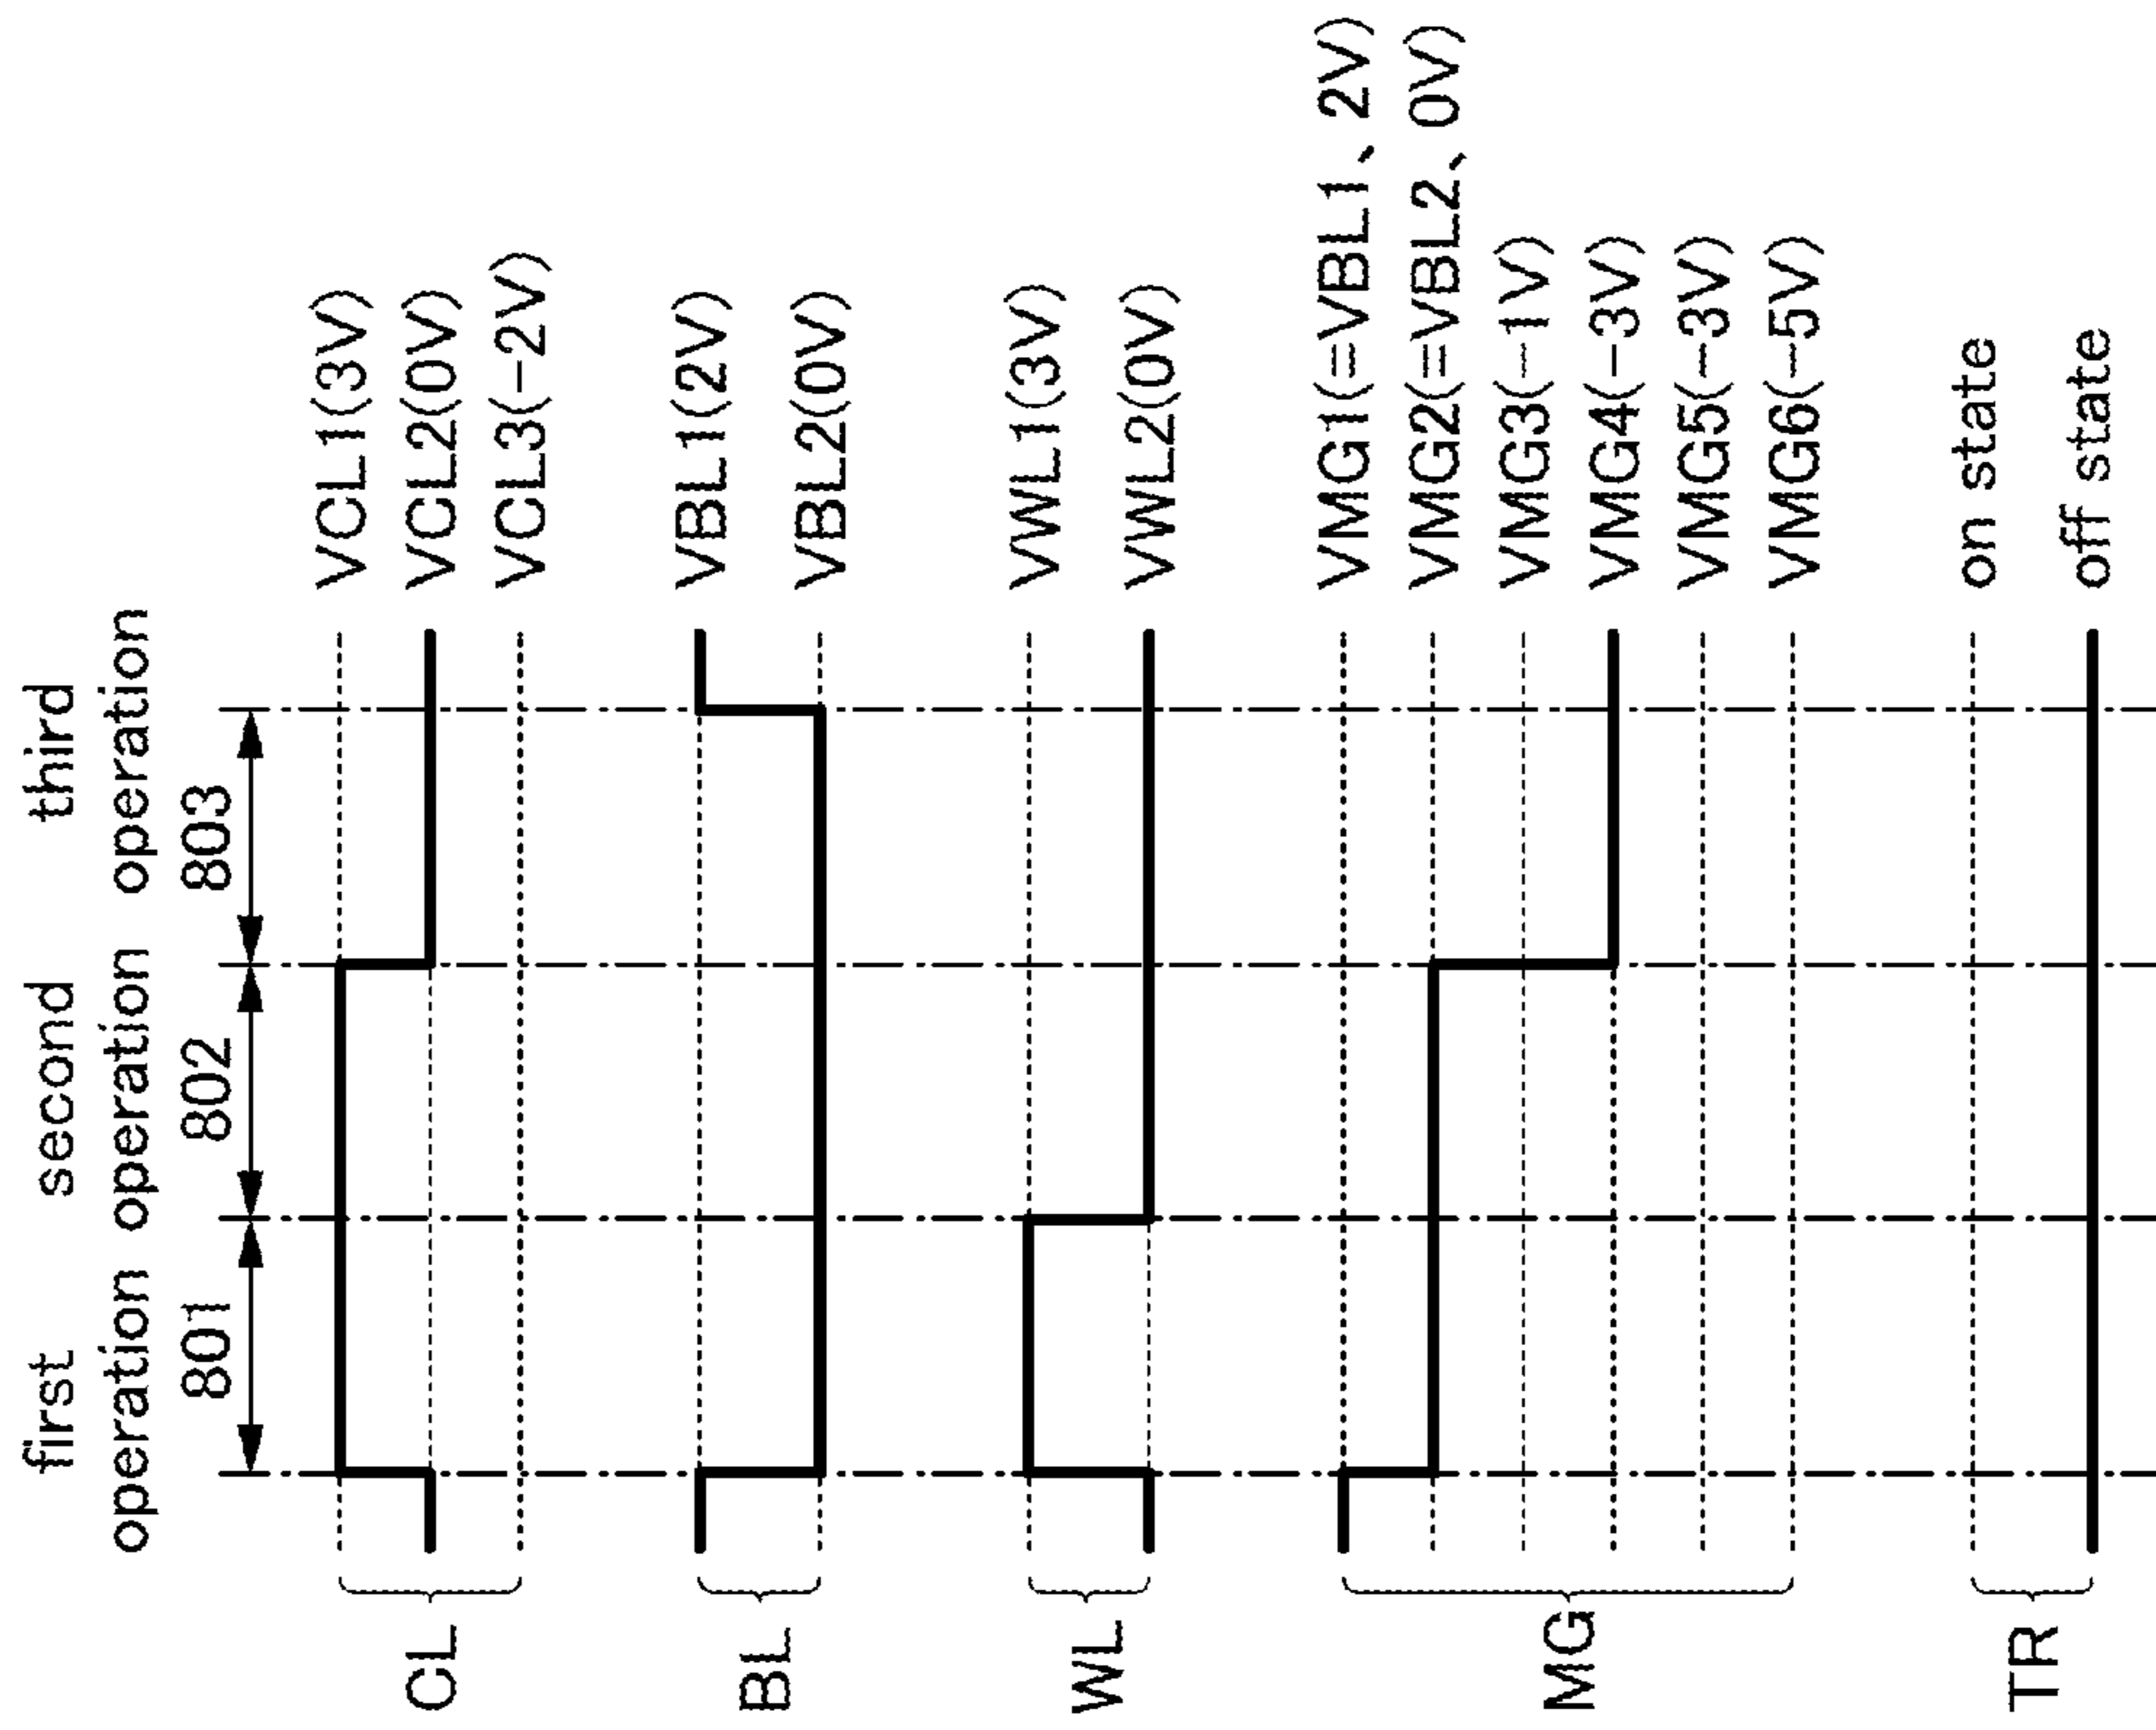 first second third
operation operation operation
801 802 803
CL
VCL1(3V)
VCL2(0V)
VCL3(-2V)
BL
VBL1(2V)
VBL2(0V)
WL
VWL1(3V)
VWL2(0V)
MG
VMG1(=VBL1、2V)
VMG2(=VBL2、0V)
VMG3(-1V)
VMG4(-3V)
VMG5(-3V)
VMG6(-5V)
TR
on state
off state